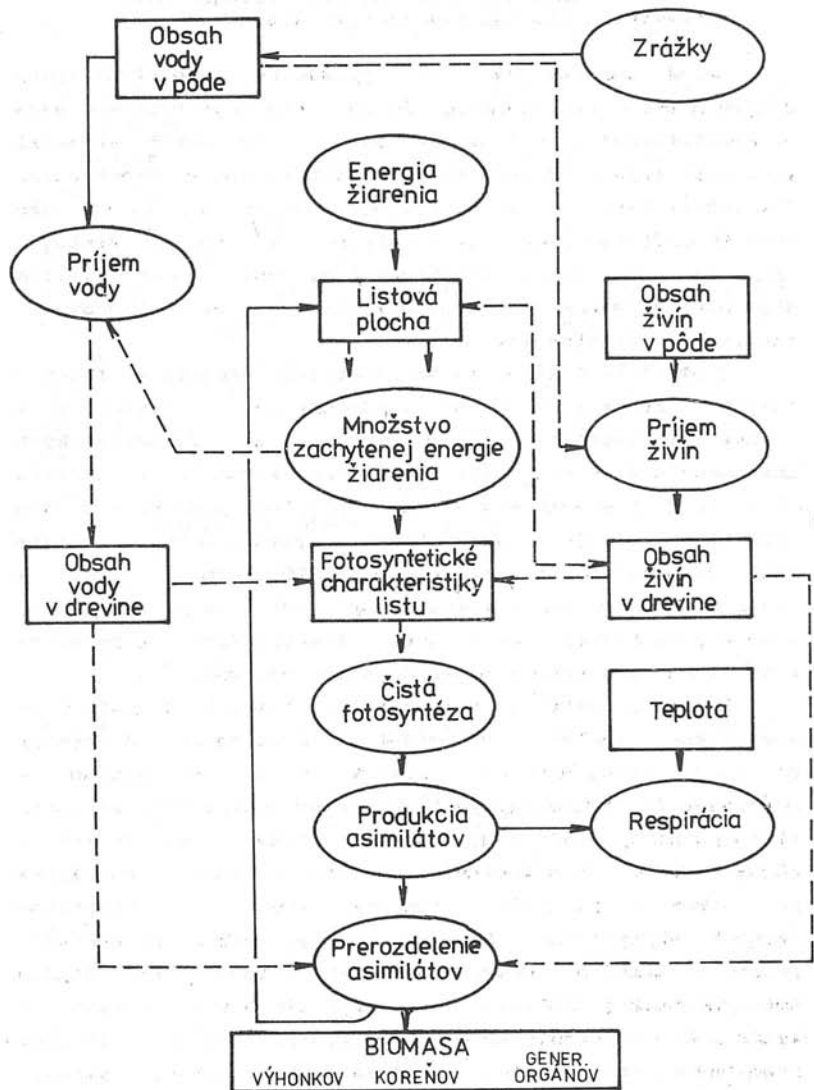 Obsah
vody
v pôde
Zrážky
Energia
žiarenia
Príjem
vody
Listová
plocha
Obsah
živín
v pôde
Množstvo
zachytenej energie
žiarenia
Príjem
živín
Obsah
vody
v drevine
Fotosyntetické
charakteristiky
listu
Obsah
živín
v drevine
Čistá
fotosyntéza
Teplota
Produkcia
asimilátov
Respirácia
Prerozdelenie
asimilátov
BIOMASA
VÝHONKOV KOREŇOV GENER.
ORGÁNOV